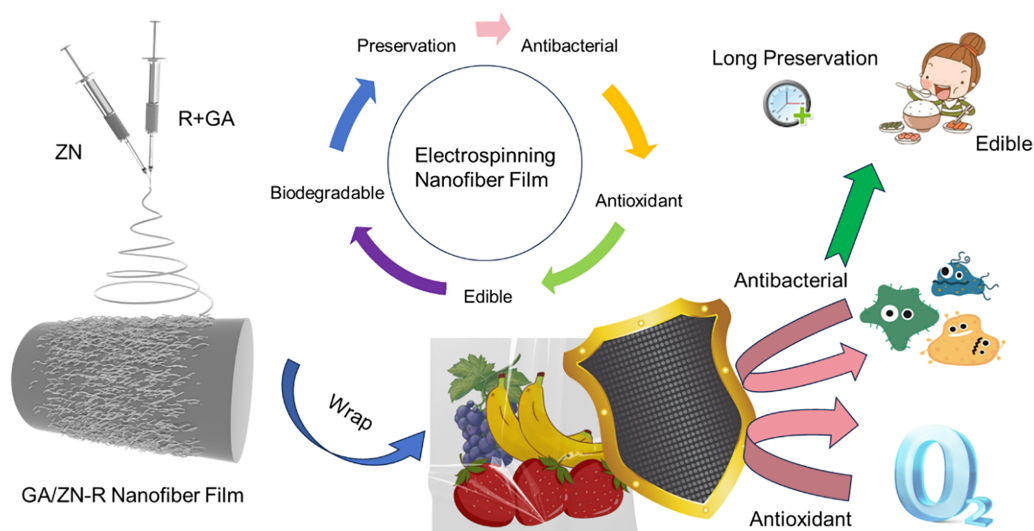 ZN
R+GA
GA/ZN-R Nanofiber Film
Preservation
Antibacterial
Antioxidant
Edible
Biodegradable
Electrospinning
Nanofiber Film
Wrap
Long Preservation
Edible
Antibacterial
Antioxidant
O2